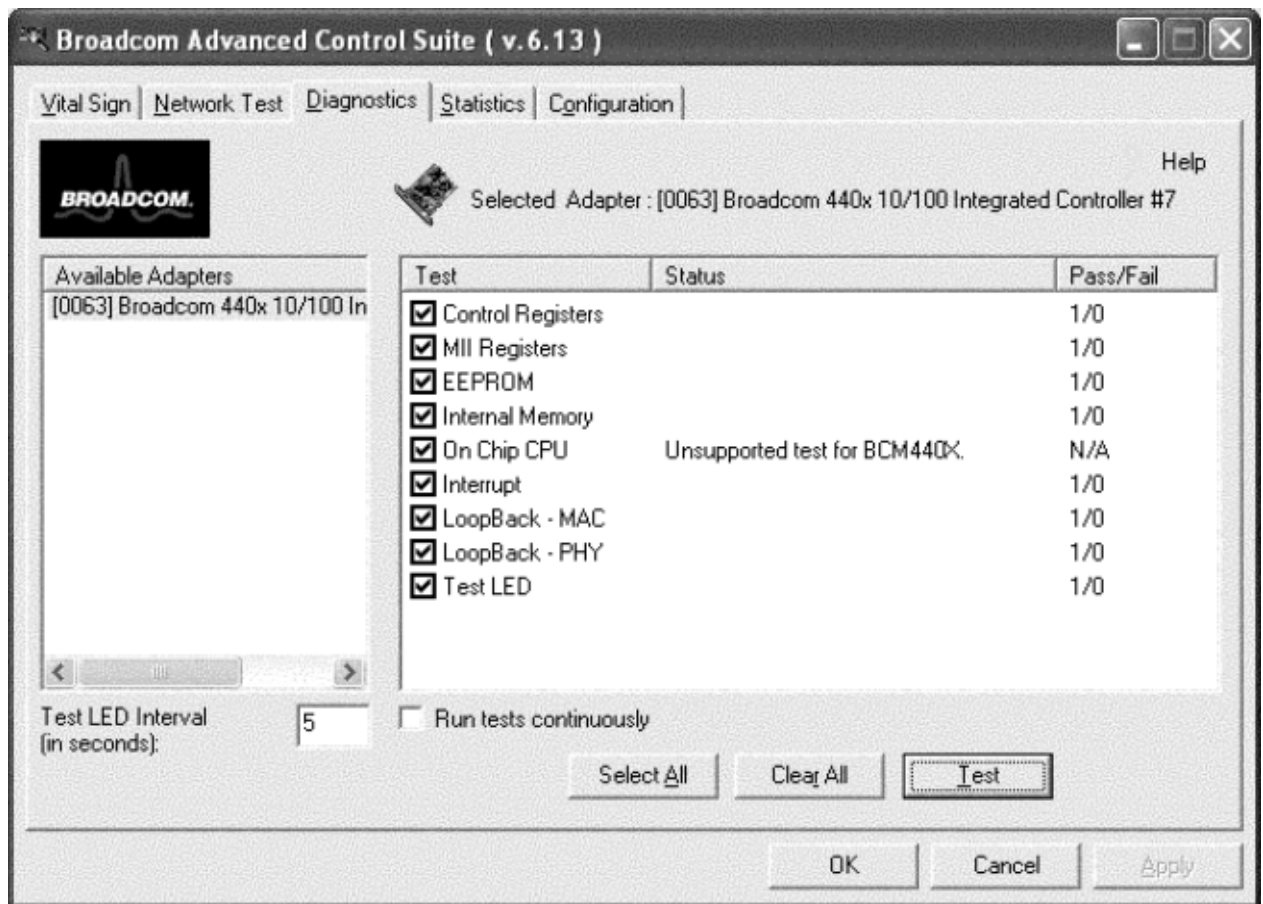 Broadcom Advanced Control Suite ( v.6.13 )
Vital Sign Network Test Diagnostics Statistics Configuration
BROADCOM.
Help
Selected Adapter : [0063] Broadcom 440x 10/100 Integrated Controller #7
Available Adapters
[0063] Broadcom 440x 10/100 In
Test Status Pass/Fail
Control Registers 1/0
MII Registers 1/0
EEPROM 1/0
Internal Memory 1/0
On Chip CPU Unsupported test for BCM440X. N/A
Interrupt 1/0
LoopBack - MAC 1/0
LoopBack - PHY 1/0
Test LED 1/0
Test LED Interval
(in seconds):
5
Run tests continuously
Select All Clear All Test
OK Cancel Apply